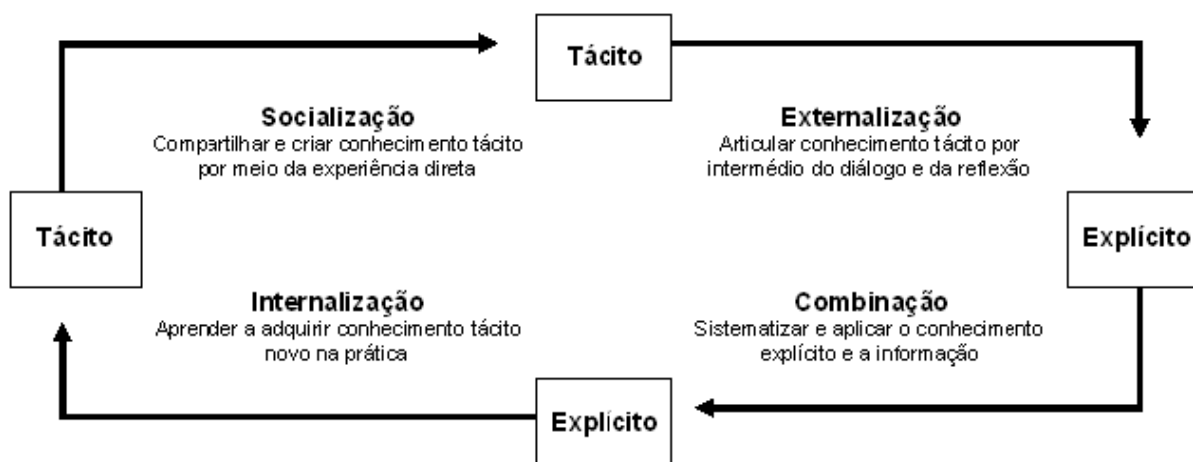 Tácito
Socialização
Compartilhar e criar conhecimento tácito
por meio da experiência direta
Externalização
Articular conhecimento tácito por
intermédio do diálogo e da reflexão
Tácito
Explícito
Internalização
Aprender a adquirir conhecimento tácito
novo na prática
Combinação
Sistematizar e aplicar o conhecimento
explícito e a informação
Explícito